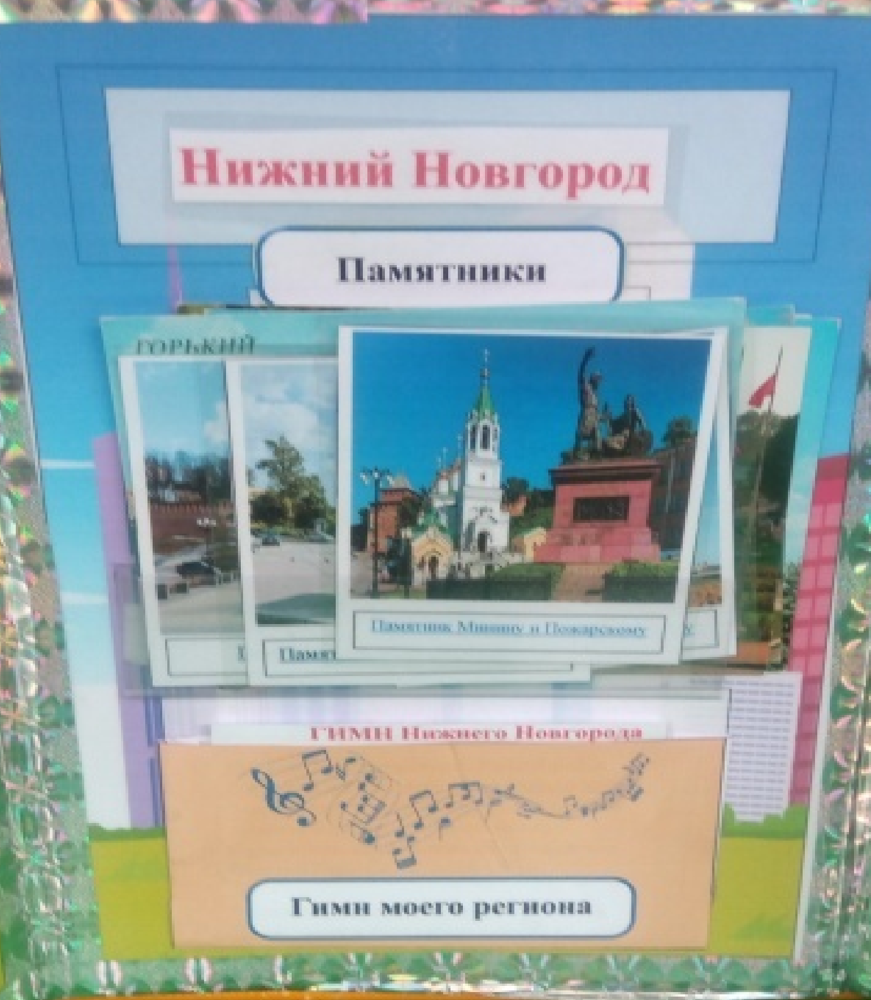 Нижний Новгород
Памятники
ГОРЬКИЙ
Памятник Минину и Пожарскому
ГИМН Нижнего Новгорода
Гимн моего региона